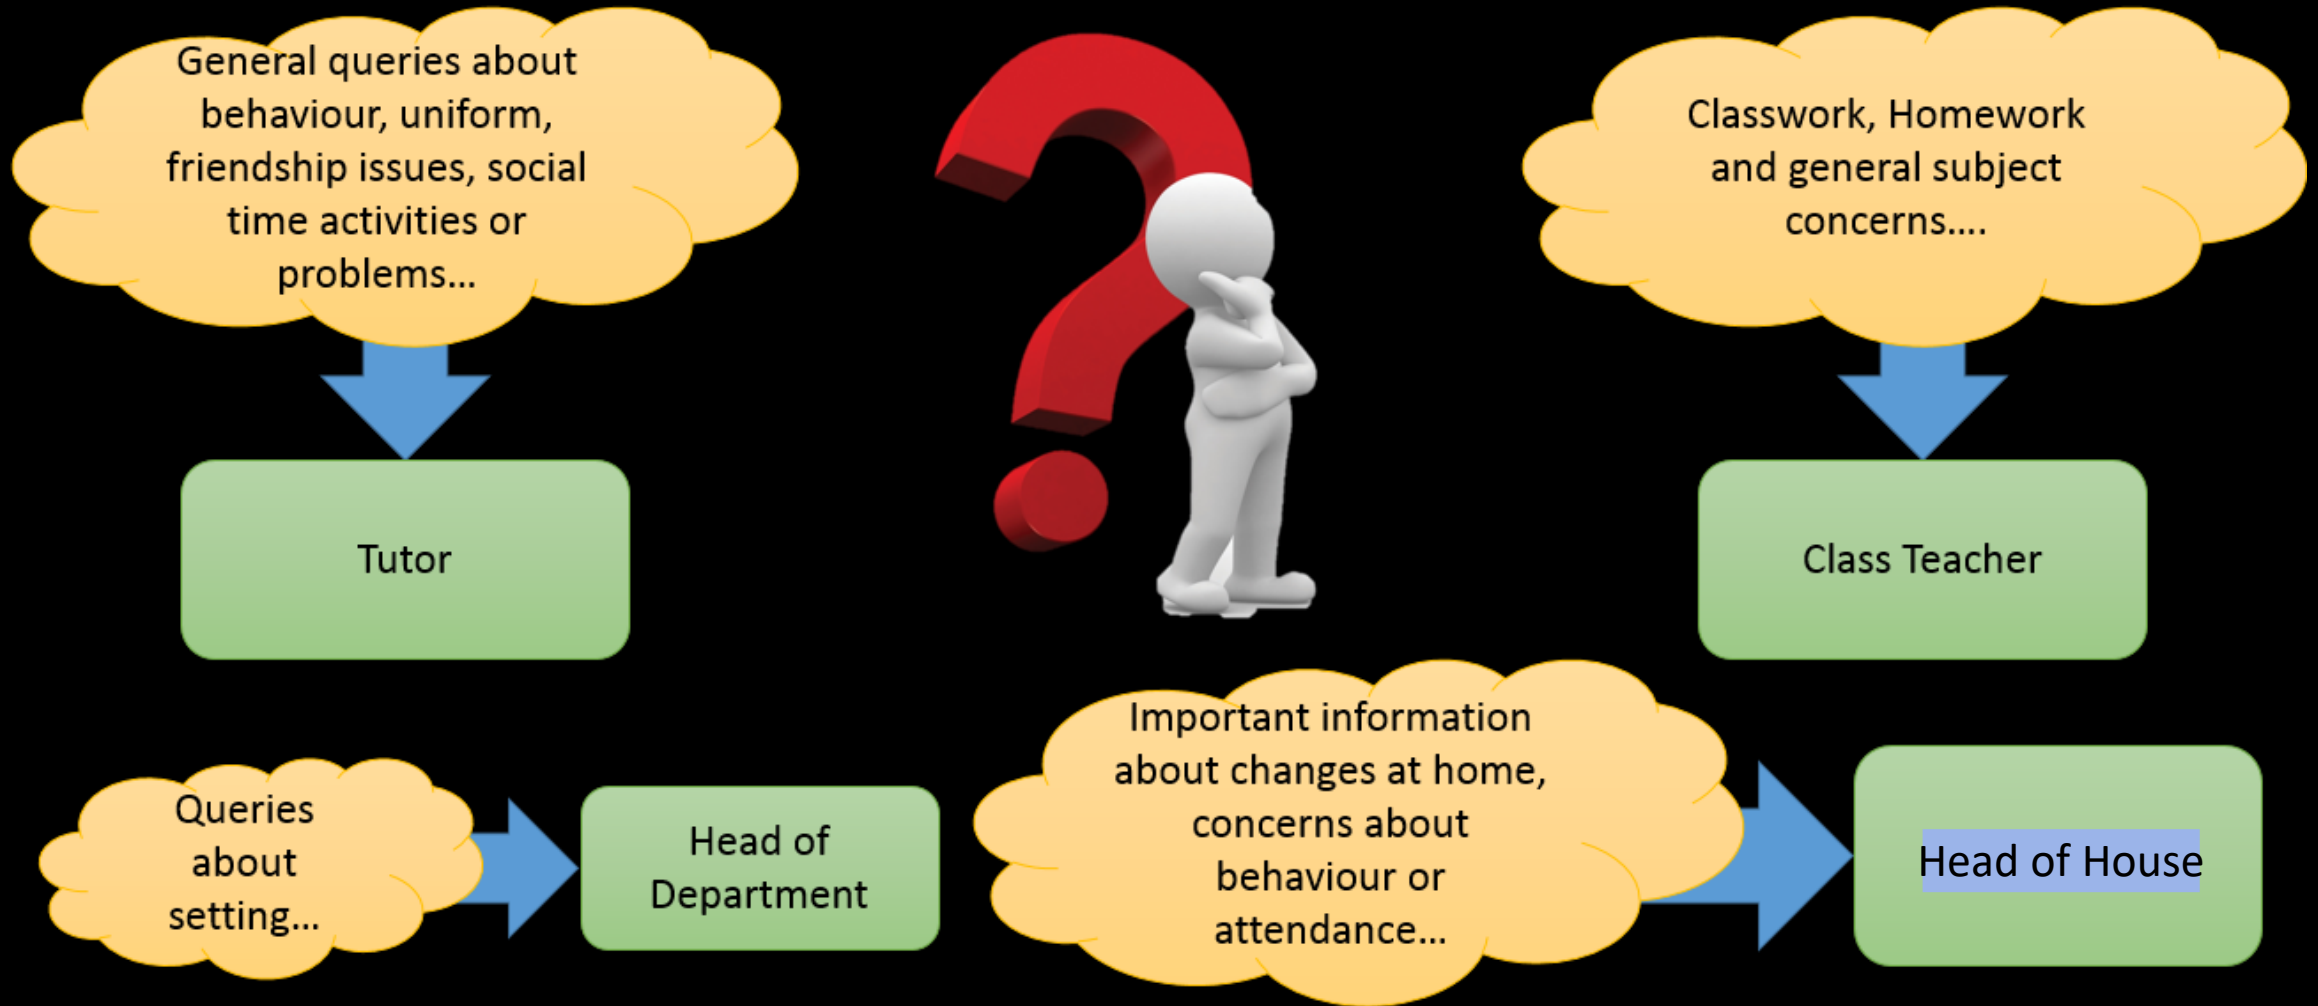 General queries about
behaviour, uniform,
friendship issues, social
time activities or
problems...
Classwork, Homework
and general subject
concerns....
Tutor
Class Teacher
Queries
about
setting...
Head of
Department
Important information
about changes at home,
concerns about
behaviour or
attendance...
Head of House